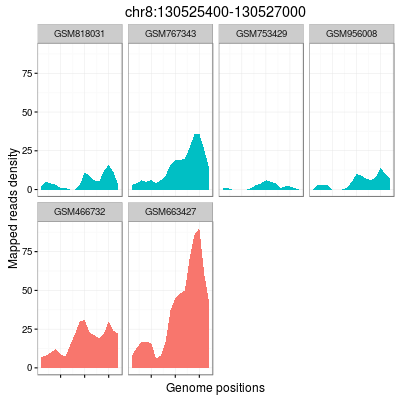 chr8:130525400-130527000
GSM818031 GSM767343 GSM753429 GSM956008
75
50
25
0
GSM466732 GSM663427
75
50
25
0
Mapped reads density
Genome positions